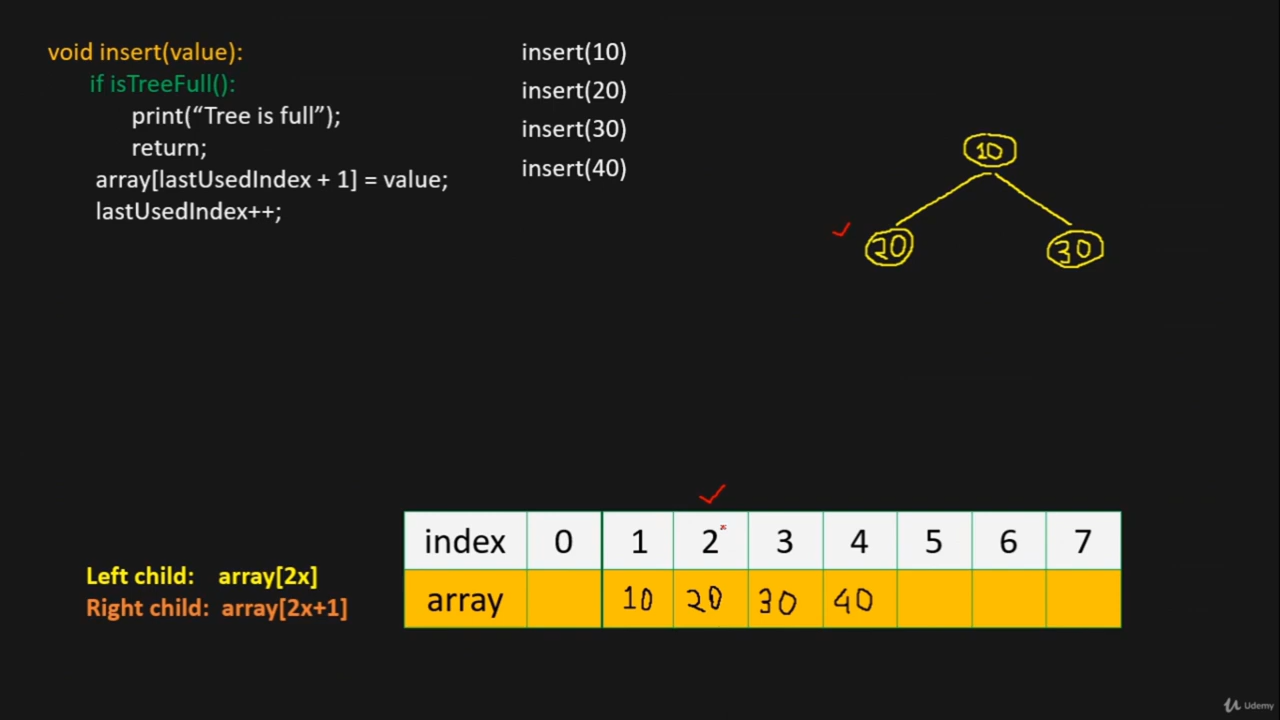 void insert(value):
if isTreeFull():
print(“Tree is full”);
return;
array[lastUsedIndex + 1] = value;
lastUsedIndex++;
insert(10)
insert(20)
insert(30)
insert(40)
10
20 30
index 0 1 2 3 4 5 6 7
array 10 20 30 40
Left child: array[2x]
Right child: array[2x+1]
Udemy